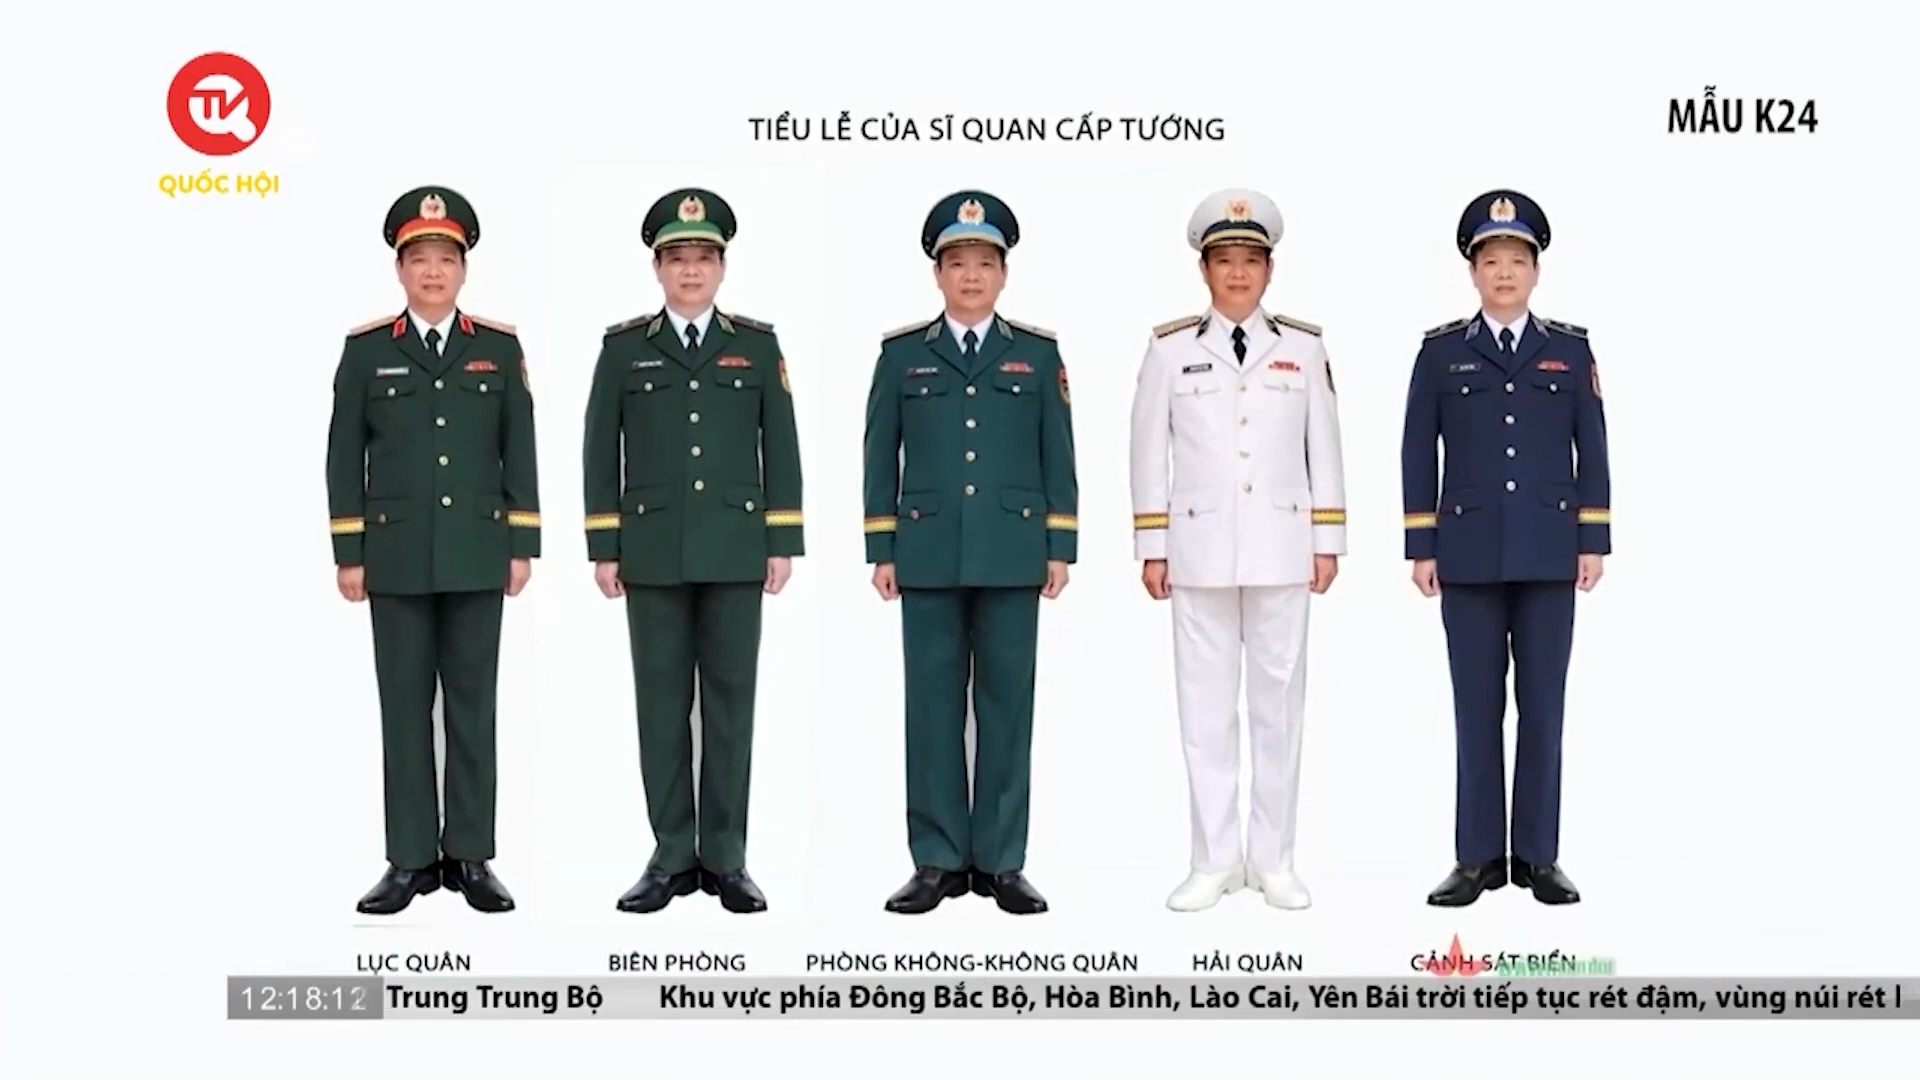 TV
QUỐC HỘI
TIỂU LỄ CỦA SĨ QUAN CẤP TƯỚNG
MẪU K24
LỤC QUÂN
BIÊN PHÒNG
PHÒNG KHÔNG-KHÔNG QUÂN
HẢI QUÂN
CẢNH SÁT BIỂN
12:18:12
Trung Trung Bộ Khu vực phía Đông Bắc Bộ, Hòa Bình, Lào Cai, Yên Bái trời tiếp tục rét đậm, vùng núi rét